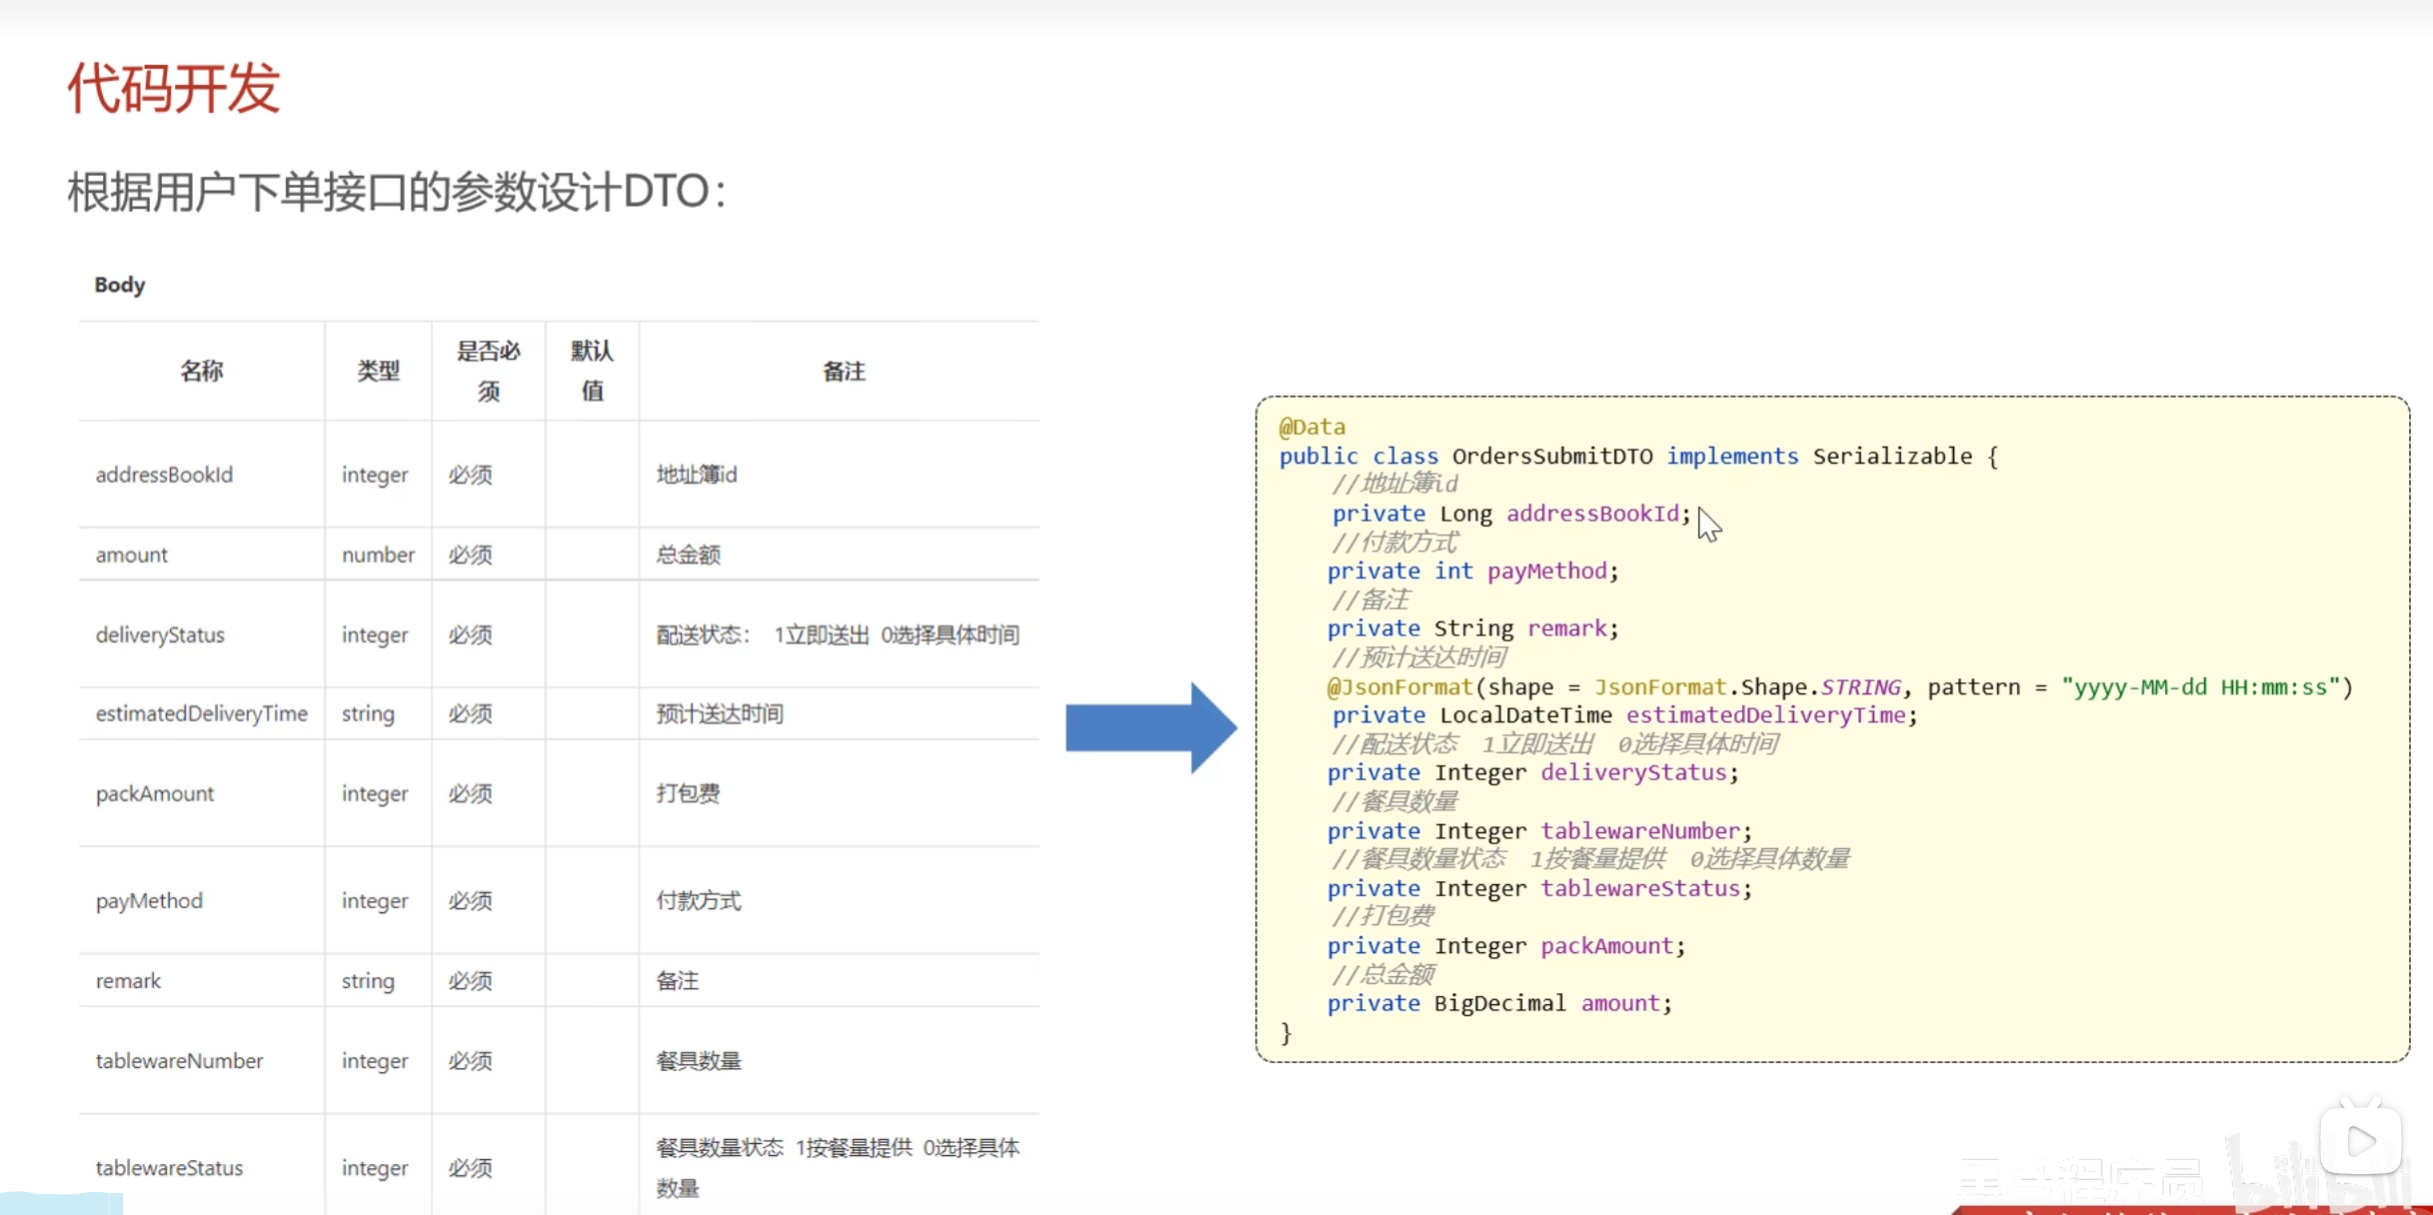 代码开发
根据用户下单接口的参数设计DTO：
Body
名称 类型 是否必须 默认值 备注
addressBookId integer 必须 地址簿id
amount number 必须 总金额
deliveryStatus integer 必须 配送状态： 1立即送出 0选择具体时间
estimatedDeliveryTime string 必须 预计送达时间
packAmount integer 必须 打包费
payMethod integer 必须 付款方式
remark string 必须 备注
tablewareNumber integer 必须 餐具数量
tablewareStatus integer 必须 餐具数量状态 1按餐量提供 0选择具体
数量
@Data
public class OrdersSubmitDTO implements Serializable {
//地址簿id
private Long addressBookId;
//付款方式
private int payMethod;
//备注
private String remark;
//预计送达时间
@JsonFormat(shape = JsonFormat.Shape.STRING, pattern = "yyyy-MM-dd HH:mm:ss")
private LocalDateTime estimatedDeliveryTime;
//配送状态 1立即送出 0选择具体时间
private Integer deliveryStatus;
//餐具数量
private Integer tablewareNumber;
//餐具数量状态 1按餐量提供 0选择具体数量
private Integer tablewareStatus;
//打包费
private Integer packAmount;
//总金额
private BigDecimal amount;
}
bilibili